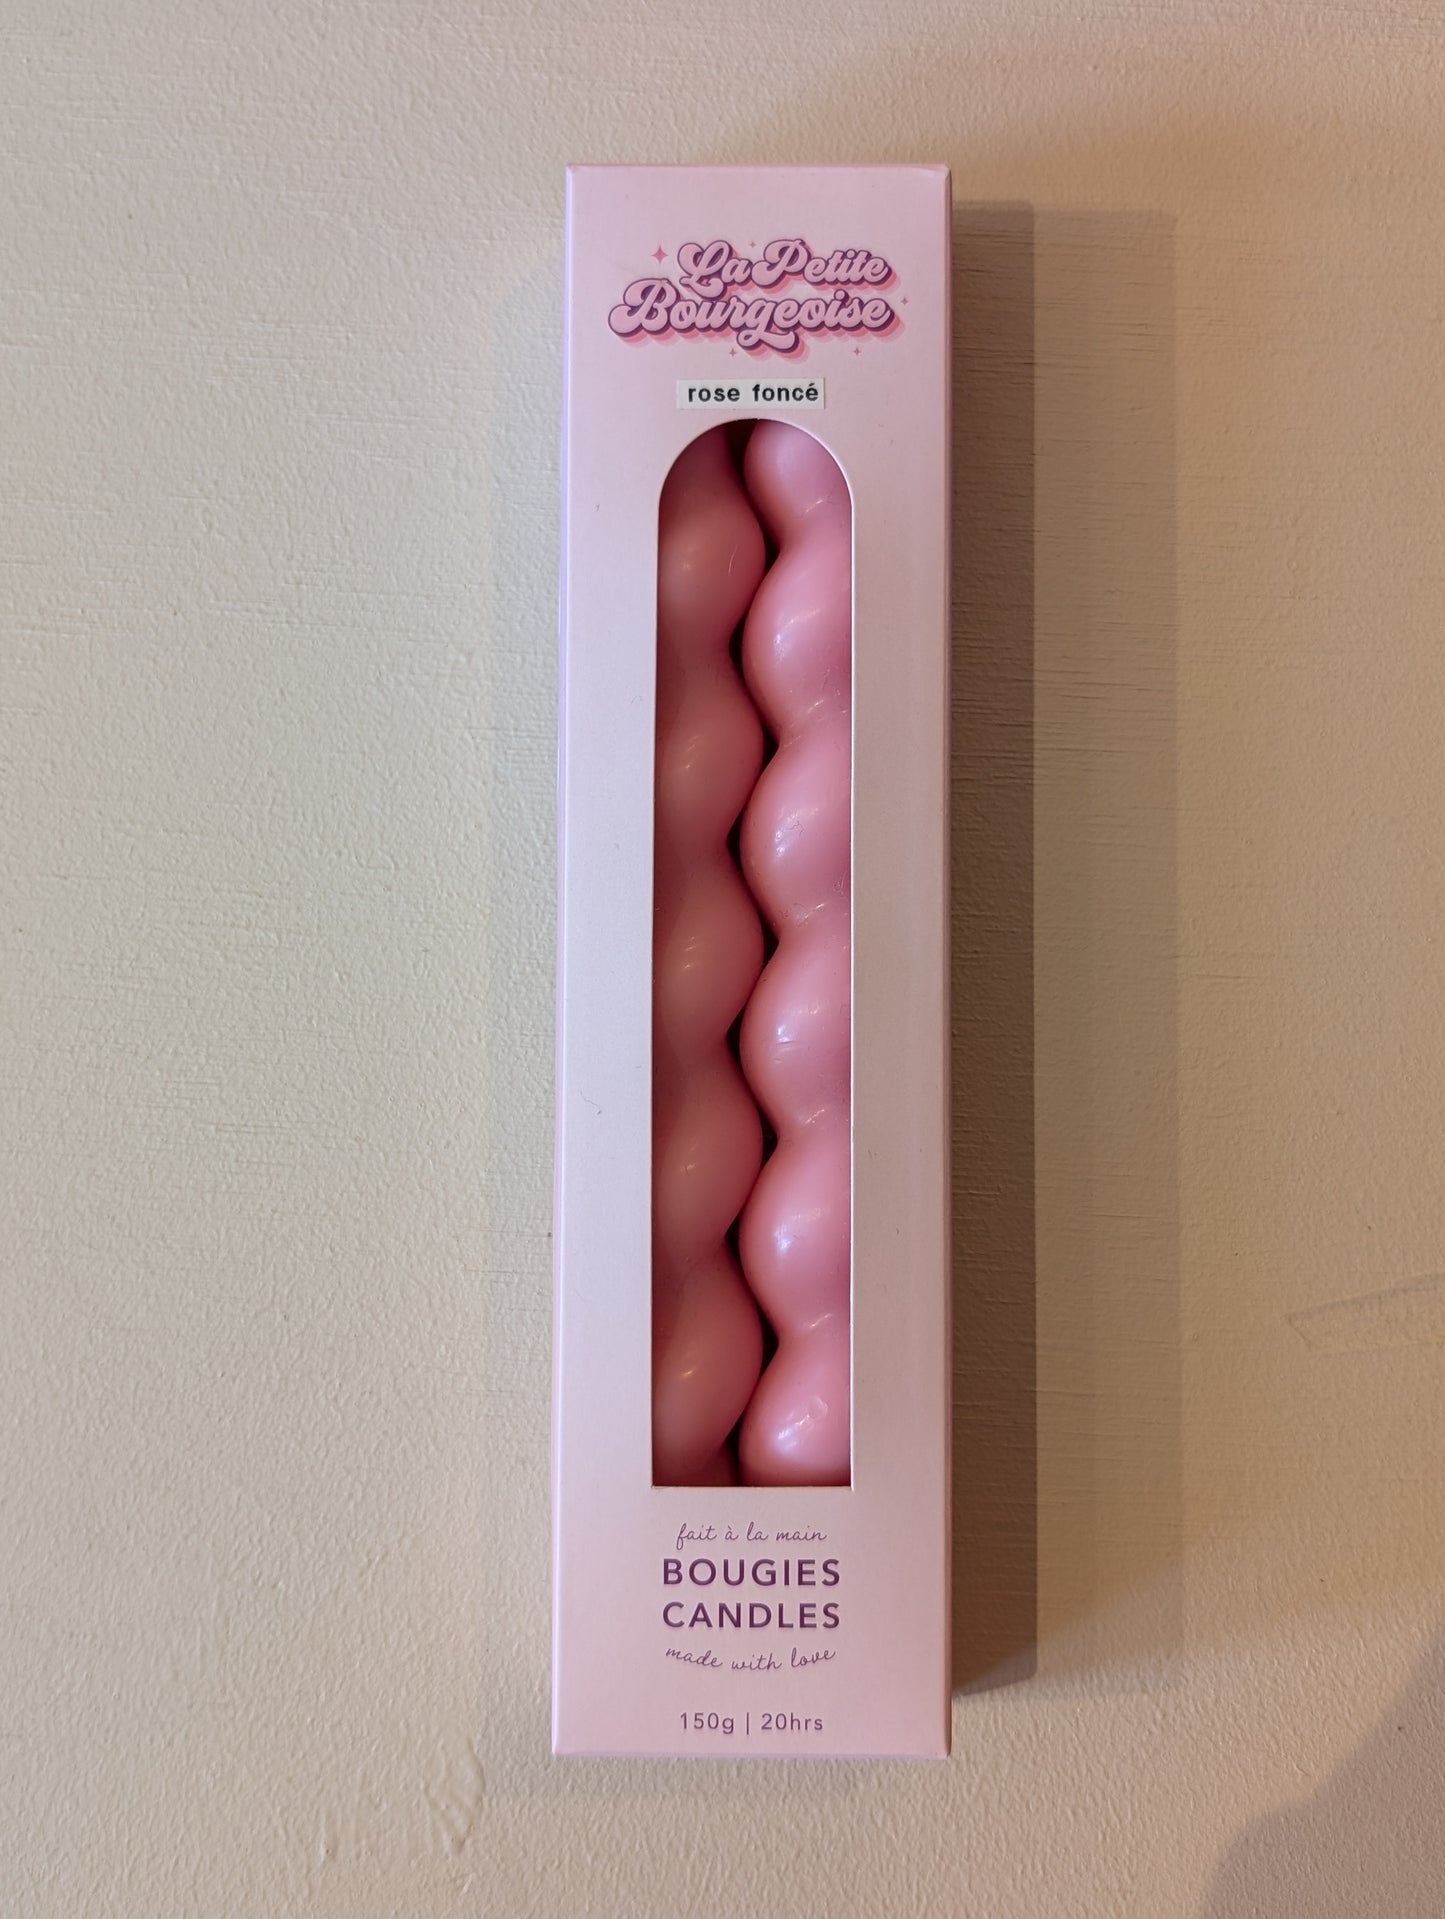 La Petite
Bourgeoise
rose foncé
fait à la main
BOUGIES
CANDLES
made with love
150g | 20hrs